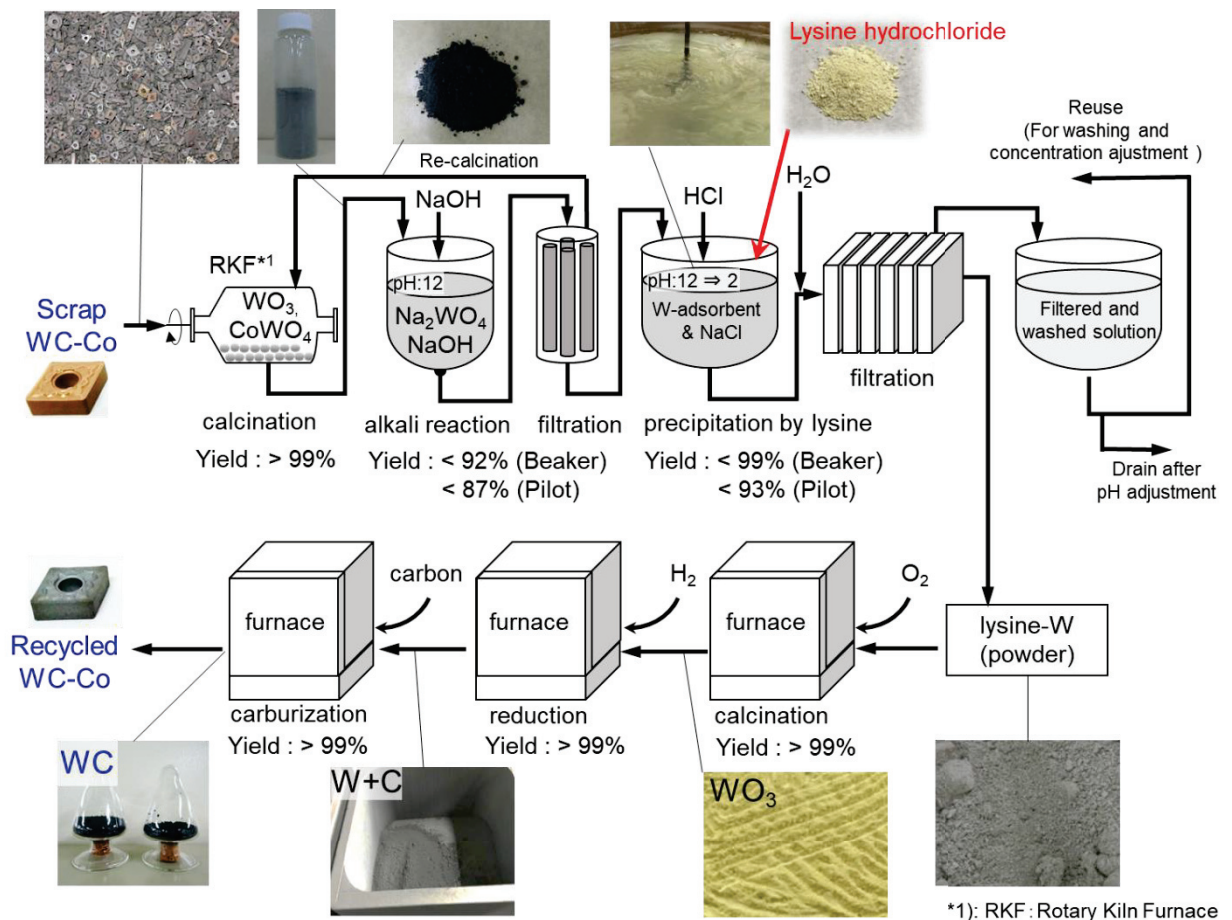 Lysine hydrochloride
Reuse
(For washing and
concentration ajustment )
Re-calcination
NaOH
HCl
H₂O
RKF*1
pH:12
pH:12 ⇒ 2
Scrap
WC-Co
WO₃,
CoWO₄
Na₂WO₄
NaOH
W-adsorbent
& NaCl
Filtered and
washed solution
filtration
calcination
alkali reaction
filtration
precipitation by lysine
Yield : > 99%
Yield : < 92% (Beaker)
< 87% (Pilot)
Yield : < 99% (Beaker)
< 93% (Pilot)
Drain after
pH adjustment
carbon
H₂
O₂
Recycled
WC-Co
furnace
furnace
furnace
lysine-W
(powder)
carburization
reduction
calcination
Yield : > 99%
Yield : > 99%
Yield : > 99%
WC
W+C
WO₃
*1): RKF : Rotary Kiln Furnace